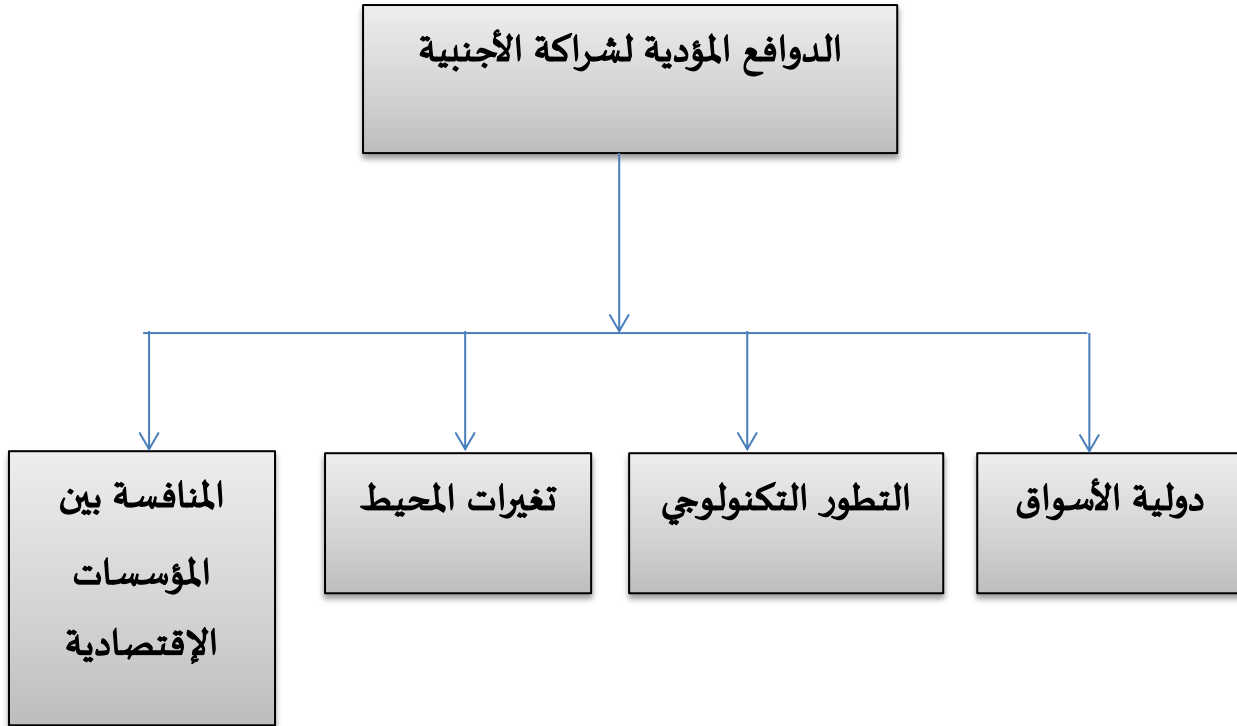 الدوافع المؤدية لشراكة الأجنبية
دولية الأسواق
التطور التكنولوجي
تغيرات المحيط
المنافسة بين
المؤسسات
الإقتصادية